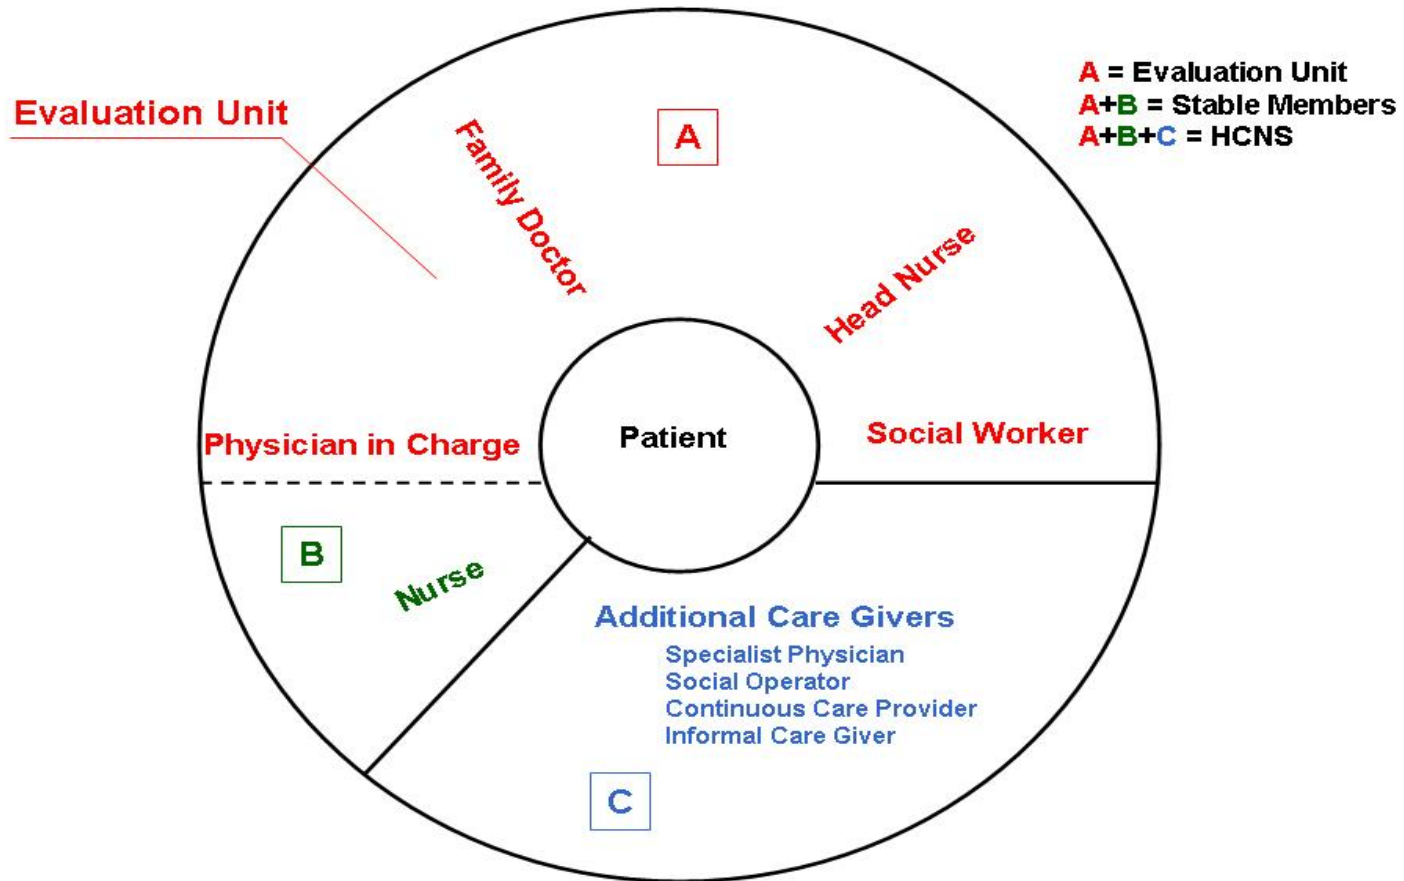 A = Evaluation Unit
A+B = Stable Members
A+B+C = HCNS
Evaluation Unit
A
Family Doctor
Head Nurse
Physician in Charge
Patient
Social Worker
B
Nurse
Additional Care Givers
Specialist Physician
Social Operator
Continuous Care Provider
Informal Care Giver
C